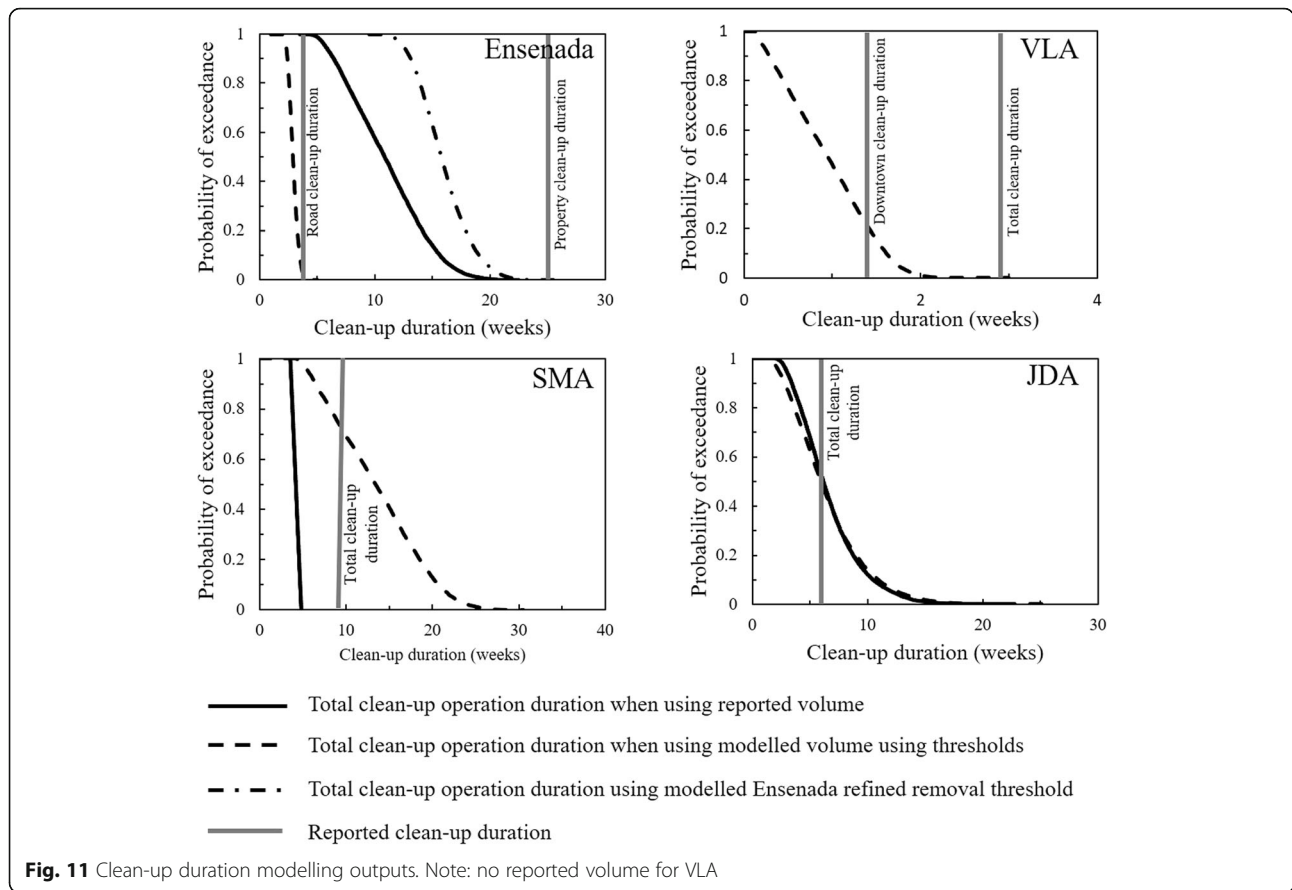 Ensenada
Probability of exceedance
1
0.8
0.6
0.4
0.2
0
Road clean-up duration
Property clean-up duration
0
10
20
30
Clean-up duration (weeks)
VLA
Probability of exceedance
1
0.8
0.6
0.4
0.2
0
Downtown clean-up duration
Total clean-up duration
0
2
4
Clean-up duration (weeks)
SMA
Probability of exceedance
1
0.8
0.6
0.4
0.2
0
Total clean-up
duration
0
10
20
30
40
Clean-up duration (weeks)
JDA
Probability of exceedance
1
0.8
0.6
0.4
0.2
0
Total clean-up
duration
0
10
20
30
Clean-up duration (weeks)
Total clean-up operation duration when using reported volume
Total clean-up operation duration when using modelled volume using thresholds
Total clean-up operation duration using modelled Ensenada refined removal threshold
Reported clean-up duration
Fig. 11 Clean-up duration modelling outputs. Note: no reported volume for VLA